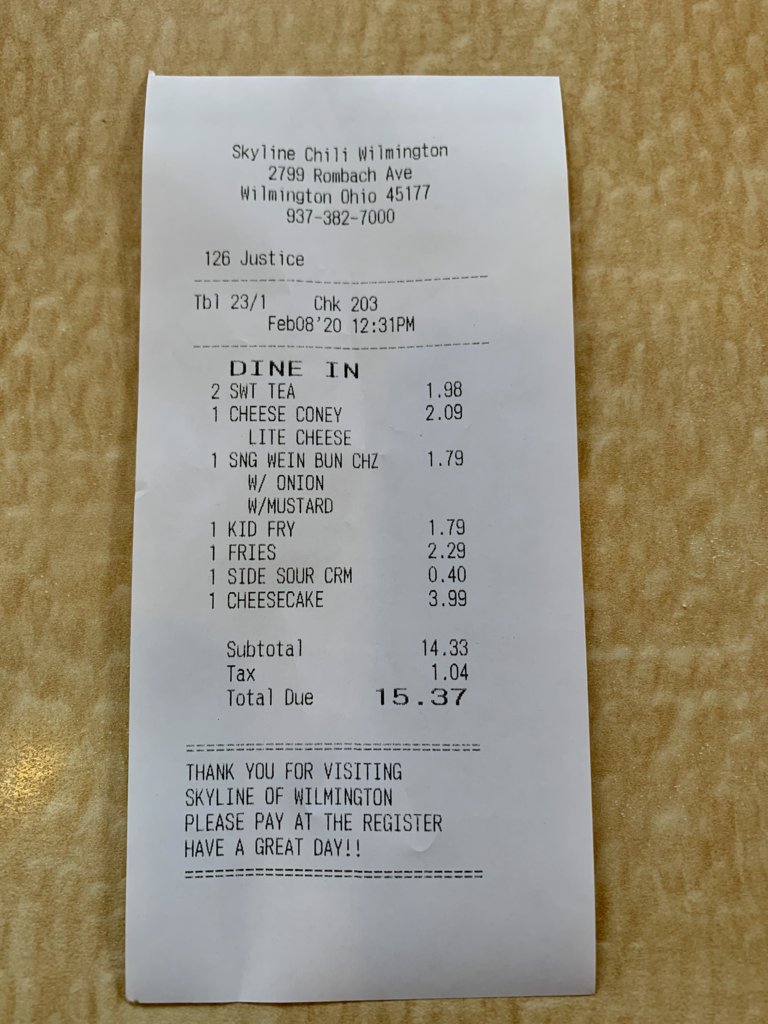 Skyline Chili Wilmington
2799 Rombach Ave
Wilmington Ohio 45177
937-382-7000
126 Justice
Tbl 23/1 Chk 203
Feb08'20 12:31PM
DINE IN
2 SWT TEA 1.98
1 CHEESE CONEY 2.09
LITE CHEESE
1 SNG WEIN BUN CHZ 1.79
W/ ONION
W/MUSTARD
1 KID FRY 1.79
1 FRIES 2.29
1 SIDE SOUR CRM 0.40
1 CHEESECAKE 3.99
Subtotal 14.33
Tax 1.04
Total Due 15.37
THANK YOU FOR VISITING
SKYLINE OF WILMINGTON
PLEASE PAY AT THE REGISTER
HAVE A GREAT DAY!!